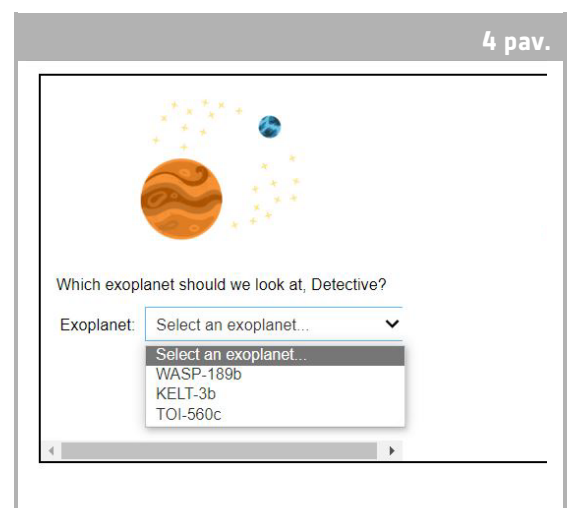 4 pav.
Which exoplanet should we look at, Detective?
Exoplanet: Select an exoplanet...
Select an exoplanet...
WASP-189b
KELT-3b
TOI-560c